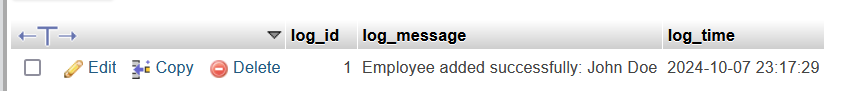 ←T→ log_id log_message log_time
Edit Copy Delete 1 Employee added successfully: John Doe 2024-10-07 23:17:29